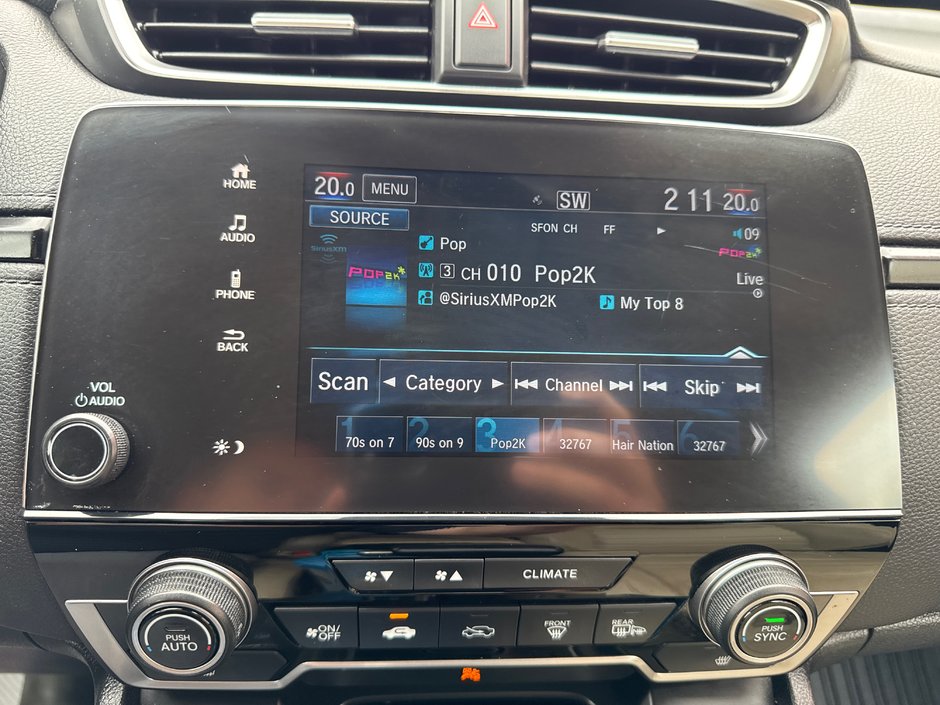 20.0 MENU SW 2 11 20.0
HOME
SOURCE
SFON CH FF
09
AUDIO
SiriusXM
POP2K
Pop
POP2K
3 CH 010 Pop2K
Live
PHONE
@SiriusXMPop2K
My Top 8
BACK
Scan Category Channel Skip
VOL
AUDIO
1 70s on 7
2 90s on 9
3 Pop2K
4 32767
5 Hair Nation
6 32767
CLIMATE
ON/
OFF
FRONT
REAR
PUSH
AUTO
PUSH
SYNC